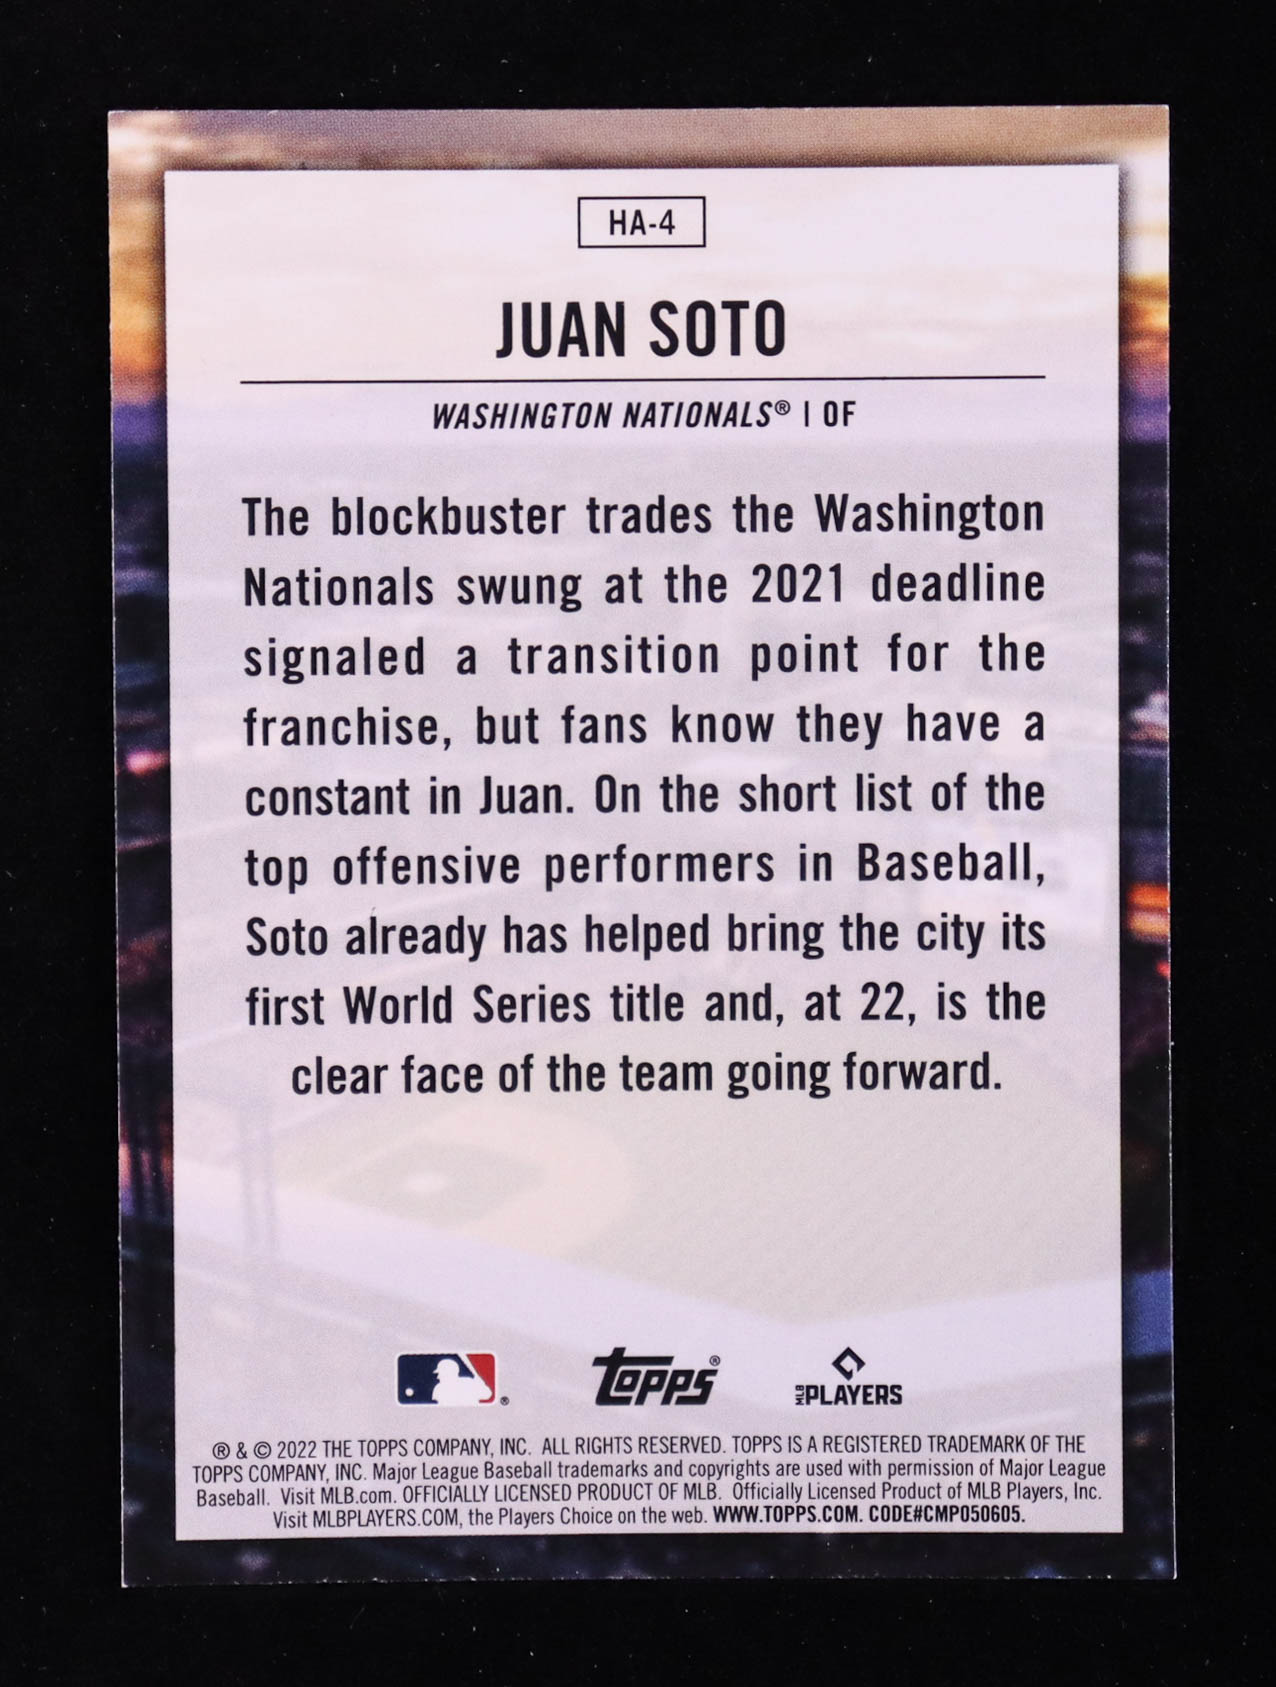 HA-4
JUAN SOTO
WASHINGTON NATIONALS® | OF
The blockbuster trades the Washington
Nationals swung at the 2021 deadline
signaled a transition point for the
franchise, but fans know they have a
constant in Juan. On the short list of the
top offensive performers in Baseball,
Soto already has helped bring the city its
first World Series title and, at 22, is the
clear face of the team going forward.
® topps® MLB PLAYERS
® & © 2022 THE TOPPS COMPANY, INC. ALL RIGHTS RESERVED. TOPPS IS A REGISTERED TRADEMARK OF THE
TOPPS COMPANY, INC. Major League Baseball trademarks and copyrights are used with permission of Major League
Baseball. Visit MLB.com. OFFICIALLY LICENSED PRODUCT OF MLB. Officially Licensed Product of MLB Players, Inc.
Visit MLBPLAYERS.COM, the Players Choice on the web. WWW.TOPPS.COM. CODE#CMP050605.